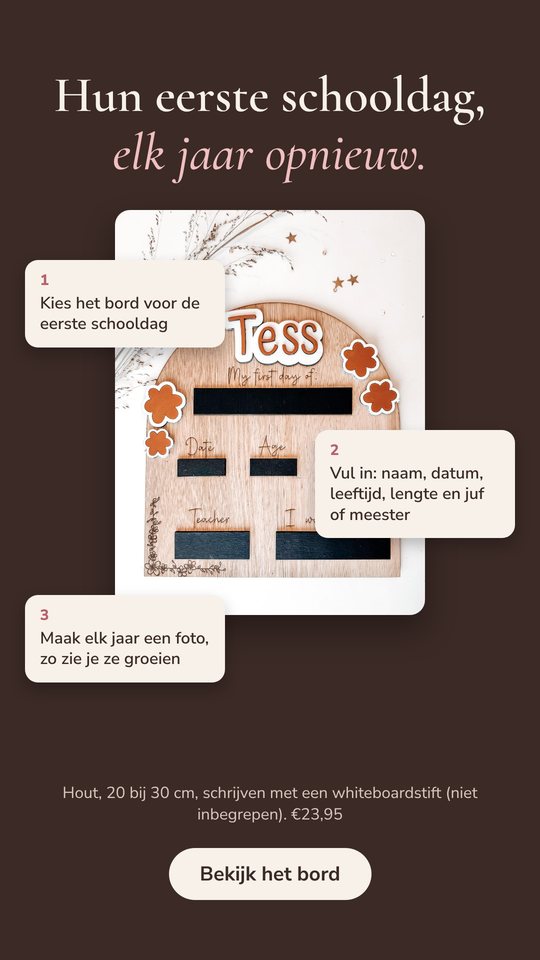 Hun eerste schooldag,
elk jaar opnieuw.
1
Kies het bord voor de
eerste schooldag
Tess
My first day of:
Date
Age
2
Vul in: naam, datum,
leeftijd, lengte en juf
of meester
Teacher
I
3
Maak elk jaar een foto,
zo zie je ze groeien
Hout, 20 bij 30 cm, schrijven met een whiteboardstift (niet
inbegrepen). €23,95
Bekijk het bord